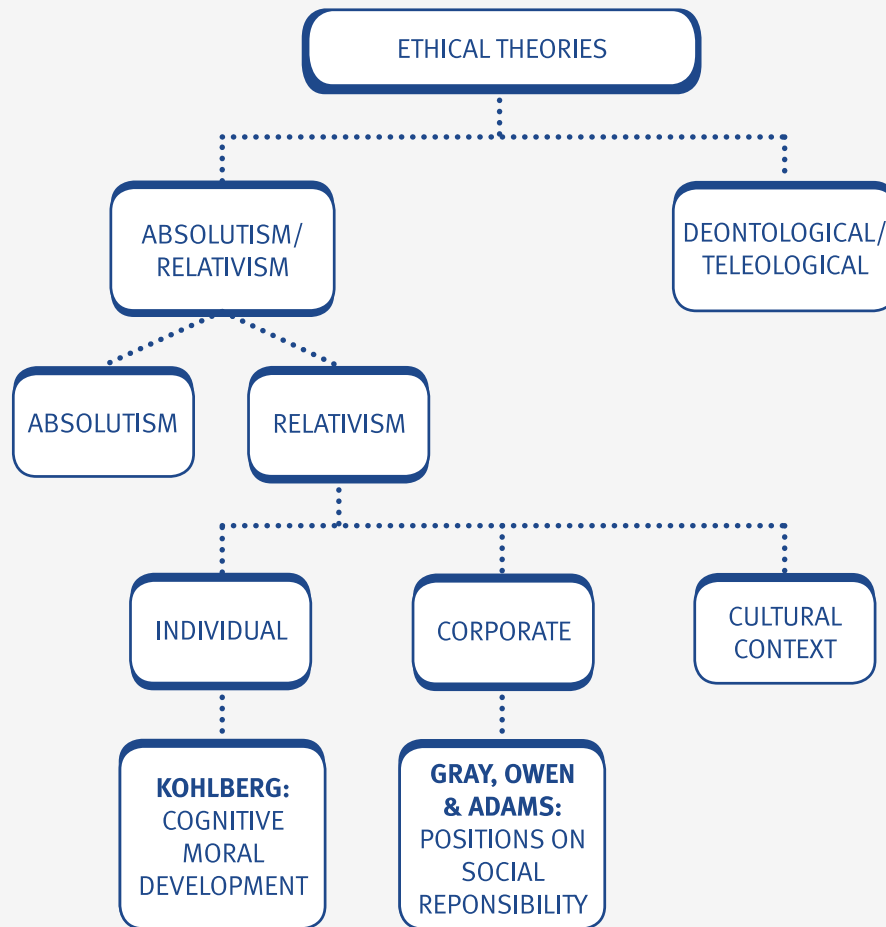 ETHICAL THEORIES
ABSOLUTISM/
RELATIVISM
DEONTOLOGICAL/
TELEOLOGICAL
ABSOLUTISM
RELATIVISM
INDIVIDUAL
CORPORATE
CULTURAL
CONTEXT
KOHLBERG:
COGNITIVE
MORAL
DEVELOPMENT
GRAY, OWEN
& ADAMS:
POSITIONS ON
SOCIAL
REPONSIBILITY